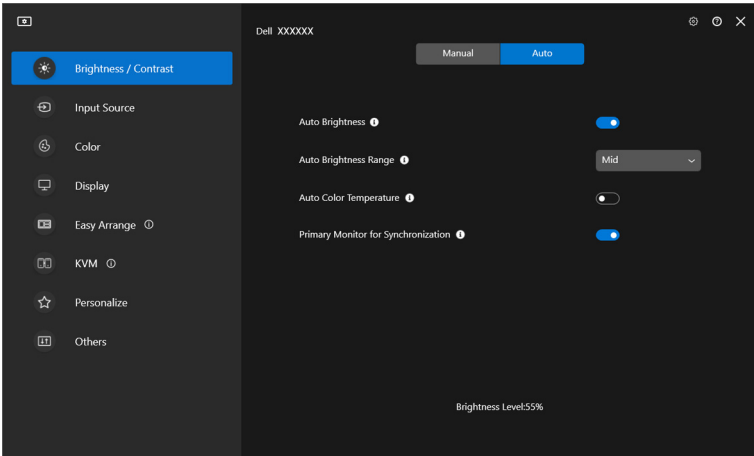 Dell XXXXXX
Manual
Auto
Brightness / Contrast
Input Source
Color
Display
Easy Arrange
KVM
Personalize
Others
Auto Brightness
Auto Brightness Range
Mid
Auto Color Temperature
Primary Monitor for Synchronization
Brightness Level:55%